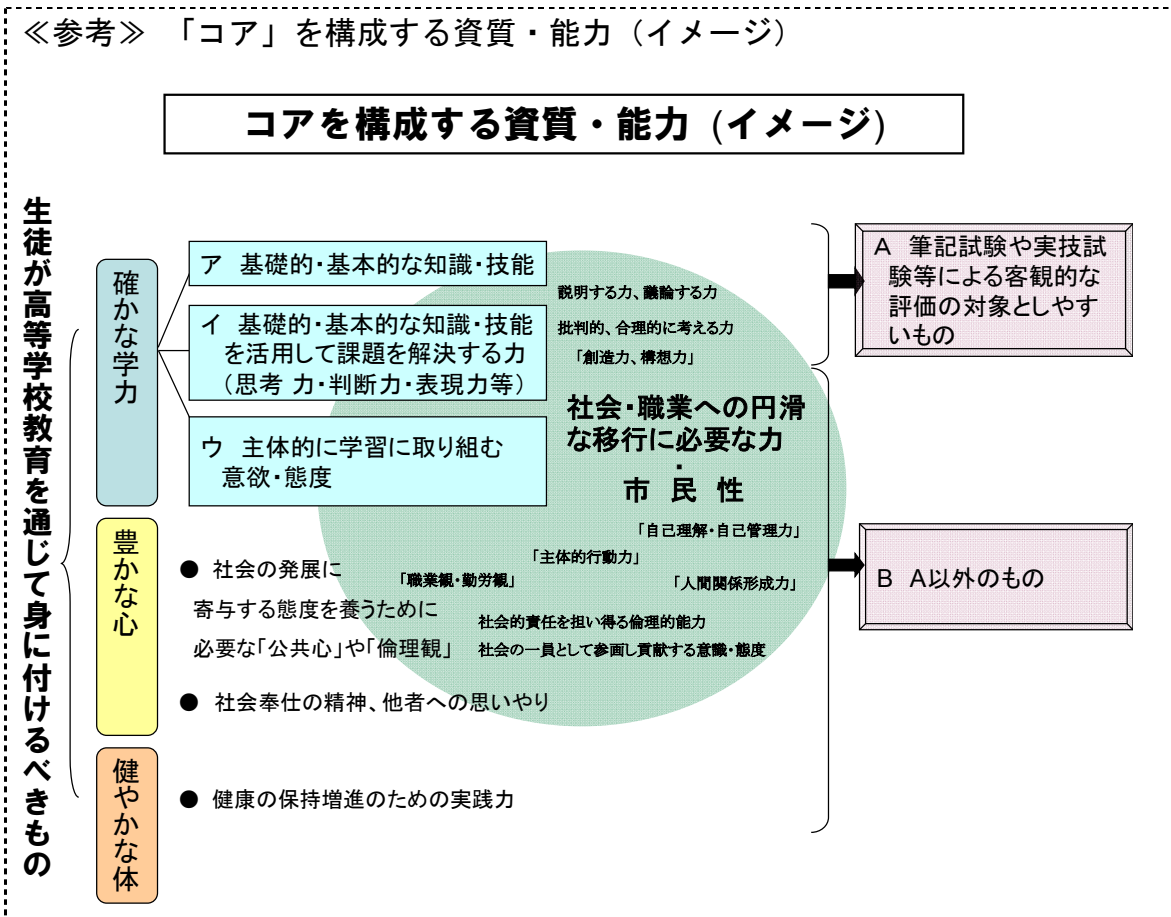 ≪参考≫ 「コア」を構成する資質・能力（イメージ）
コアを構成する資質・能力 (イメージ)
生徒が高等学校教育を通じて身に付けるべきもの
確かな学力
ア 基礎的・基本的な知識・技能
イ 基礎的・基本的な知識・技能
を活用して課題を解決する力
（思考 力・判断力・表現力等）
ウ 主体的に学習に取り組む
意欲・態度
豊かな心
● 社会の発展に
寄与する態度を養うために
必要な「公共心」や「倫理観」
● 社会奉仕の精神、他者への思いやり
健やかな体
● 健康の保持増進のための実践力
説明する力、議論する力
批判的、合理的に考える力
「創造力、構想力」
社会・職業への円滑
な移行に必要な力
・
市 民 性
「自己理解・自己管理力」
「主体的行動力」
「職業観・勤労観」
「人間関係形成力」
社会的責任を担い得る倫理的能力
社会の一員として参画し貢献する意識・態度
A 筆記試験や実技試
験等による客観的な
評価の対象としやす
いもの
B A以外のもの